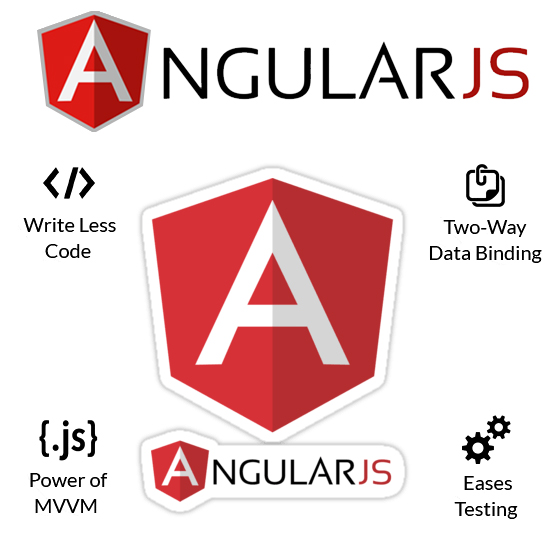 ANGULARJS
</>
Write Less
Code
Two-Way
Data Binding
A
{.js}
Power of
MVVM
ANGULARJS
Eases
Testing